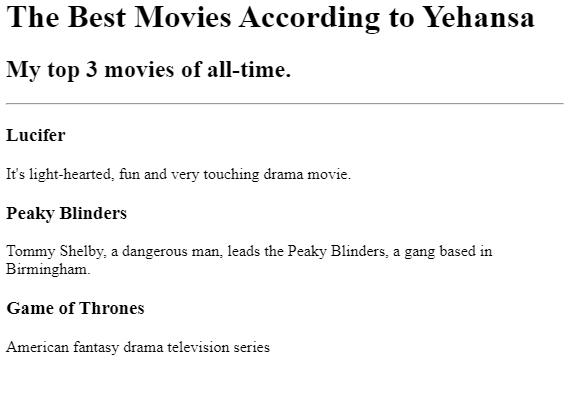 The Best Movies According to Yehansa
My top 3 movies of all-time.
Lucifer
It's light-hearted, fun and very touching drama movie.
Peaky Blinders
Tommy Shelby, a dangerous man, leads the Peaky Blinders, a gang based in
Birmingham.
Game of Thrones
American fantasy drama television series